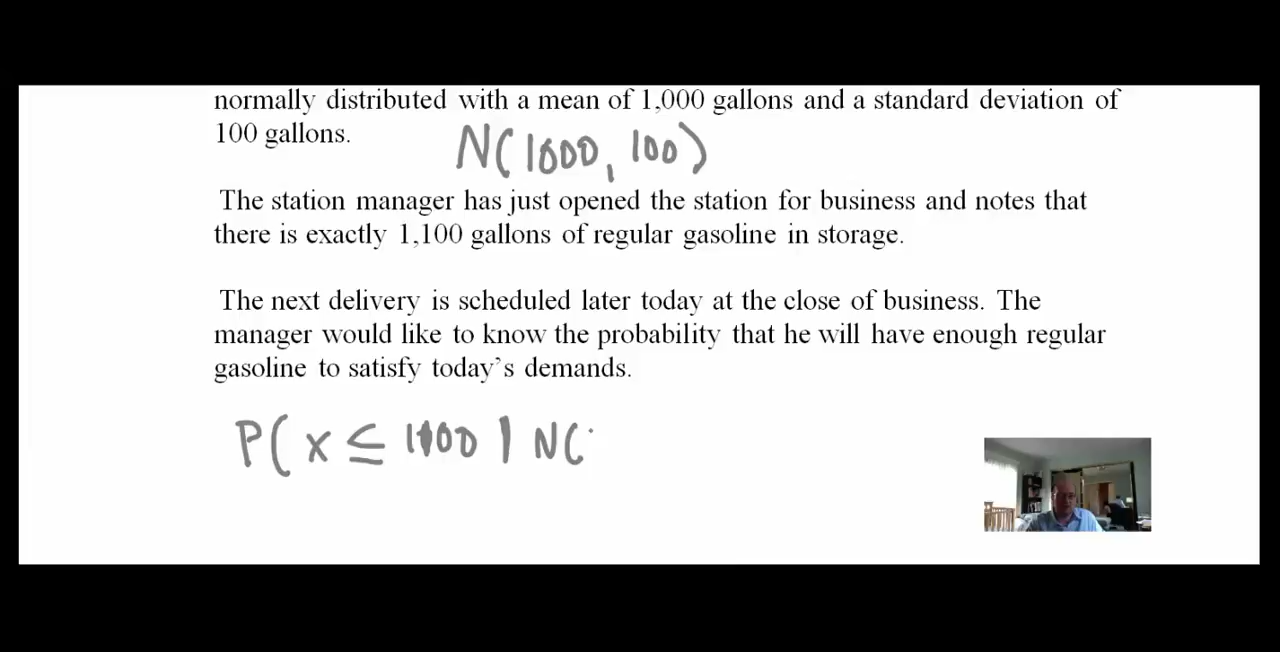 normally distributed with a mean of 1,000 gallons and a standard deviation of
100 gallons.
N(1000, 100)
The station manager has just opened the station for business and notes that
there is exactly 1,100 gallons of regular gasoline in storage.
The next delivery is scheduled later today at the close of business. The
manager would like to know the probability that he will have enough regular
gasoline to satisfy today’s demands.
P( x ≤ 1100 | N(